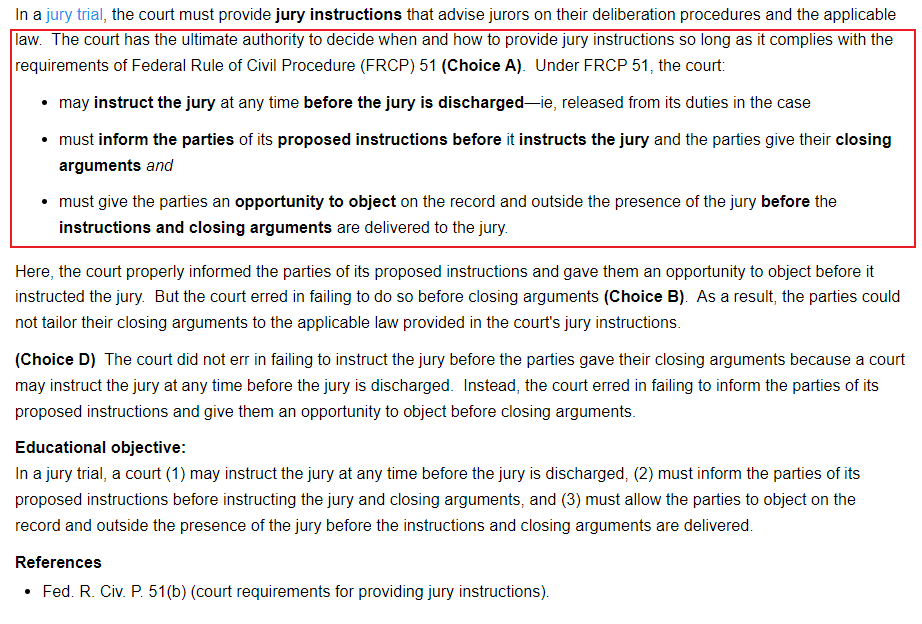 In a jury trial, the court must provide jury instructions that advise jurors on their deliberation procedures and the applicable
law.  The court has the ultimate authority to decide when and how to provide jury instructions so long as it complies with the
requirements of Federal Rule of Civil Procedure (FRCP) 51 (Choice A).  Under FRCP 51, the court:
• may instruct the jury at any time before the jury is discharged—ie, released from its duties in the case
• must inform the parties of its proposed instructions before it instructs the jury and the parties give their closing
arguments and
• must give the parties an opportunity to object on the record and outside the presence of the jury before the
instructions and closing arguments are delivered to the jury.
Here, the court properly informed the parties of its proposed instructions and gave them an opportunity to object before it
instructed the jury.  But the court erred in failing to do so before closing arguments (Choice B).  As a result, the parties could
not tailor their closing arguments to the applicable law provided in the court's jury instructions.
(Choice D)  The court did not err in failing to instruct the jury before the parties gave their closing arguments because a court
may instruct the jury at any time before the jury is discharged.  Instead, the court erred in failing to inform the parties of its
proposed instructions and give them an opportunity to object before closing arguments.
Educational objective:
In a jury trial, a court (1) may instruct the jury at any time before the jury is discharged, (2) must inform the parties of its
proposed instructions before instructing the jury and closing arguments, and (3) must allow the parties to object on the
record and outside the presence of the jury before the instructions and closing arguments are delivered.
References
• Fed. R. Civ. P. 51(b) (court requirements for providing jury instructions).